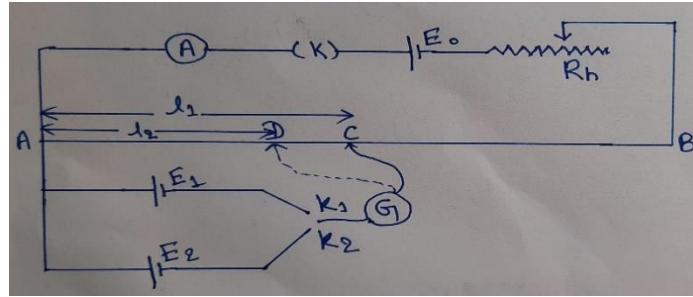 A (K) E₀
Rh
l₁
l₂ D C
A B
E₁
K₁ G
K₂
E₂